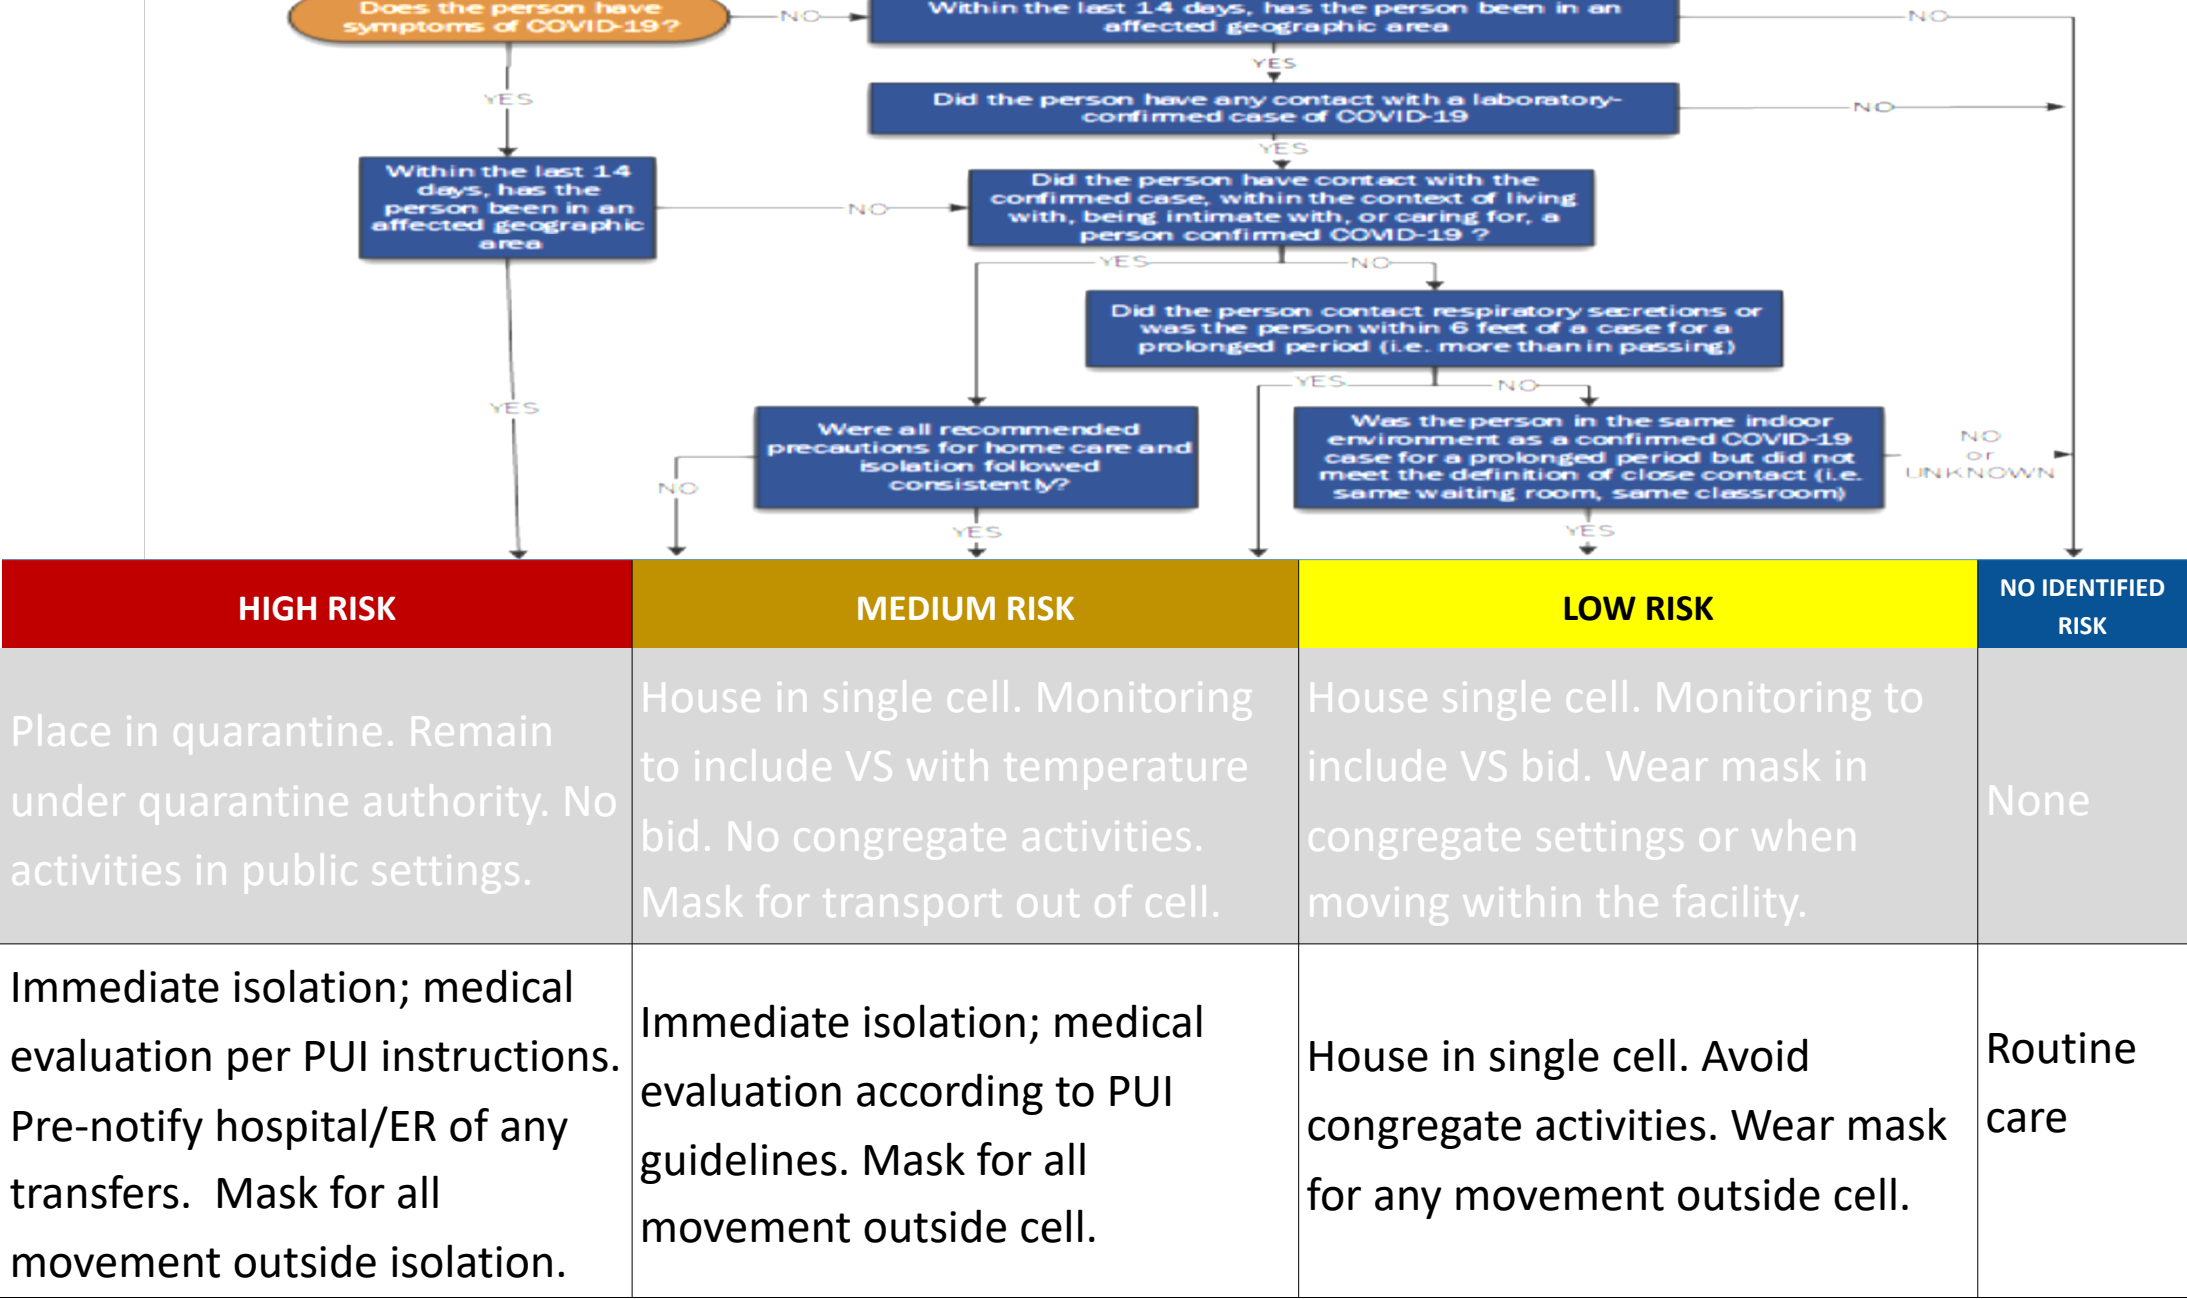 Does the person have
symptoms of COVID-19?
NO
Within the last 14 days, has the person been in an
affected geographic area
NO
YES
YES
Did the person have any contact with a laboratory-
confirmed case of COVID-19
NO
YES
Within the last 14
days, has the
person been in an
affected geographic
area
NO
Did the person have contact with the
confirmed case, within the context of living
with, being intimate with, or caring for, a
person confirmed COVID-19 ?
YES
NO
Did the person contact respiratory secretions or
was the person within 6 feet of a case for a
prolonged period (i.e. more than in passing)
YES
NO
YES
Were all recommended
precautions for home care and
isolation followed
consistently?
NO
YES
Was the person in the same indoor
environment as a confirmed COVID-19
case for a prolonged period but did not
meet the definition of close contact (i.e.
same waiting room, same classroom)
NO
or
UNKNOWN
YES
HIGH RISK
MEDIUM RISK
LOW RISK
NO IDENTIFIED
RISK
Place in quarantine. Remain
under quarantine authority. No
activities in public settings.
House in single cell. Monitoring
to include VS with temperature
bid. No congregate activities.
Mask for transport out of cell.
House single cell. Monitoring to
include VS bid. Wear mask in
congregate settings or when
moving within the facility.
None
Immediate isolation; medical
evaluation per PUI instructions.
Pre-notify hospital/ER of any
transfers.  Mask for all
movement outside isolation.
Immediate isolation; medical
evaluation according to PUI
guidelines. Mask for all
movement outside cell.
House in single cell. Avoid
congregate activities. Wear mask
for any movement outside cell.
Routine
care